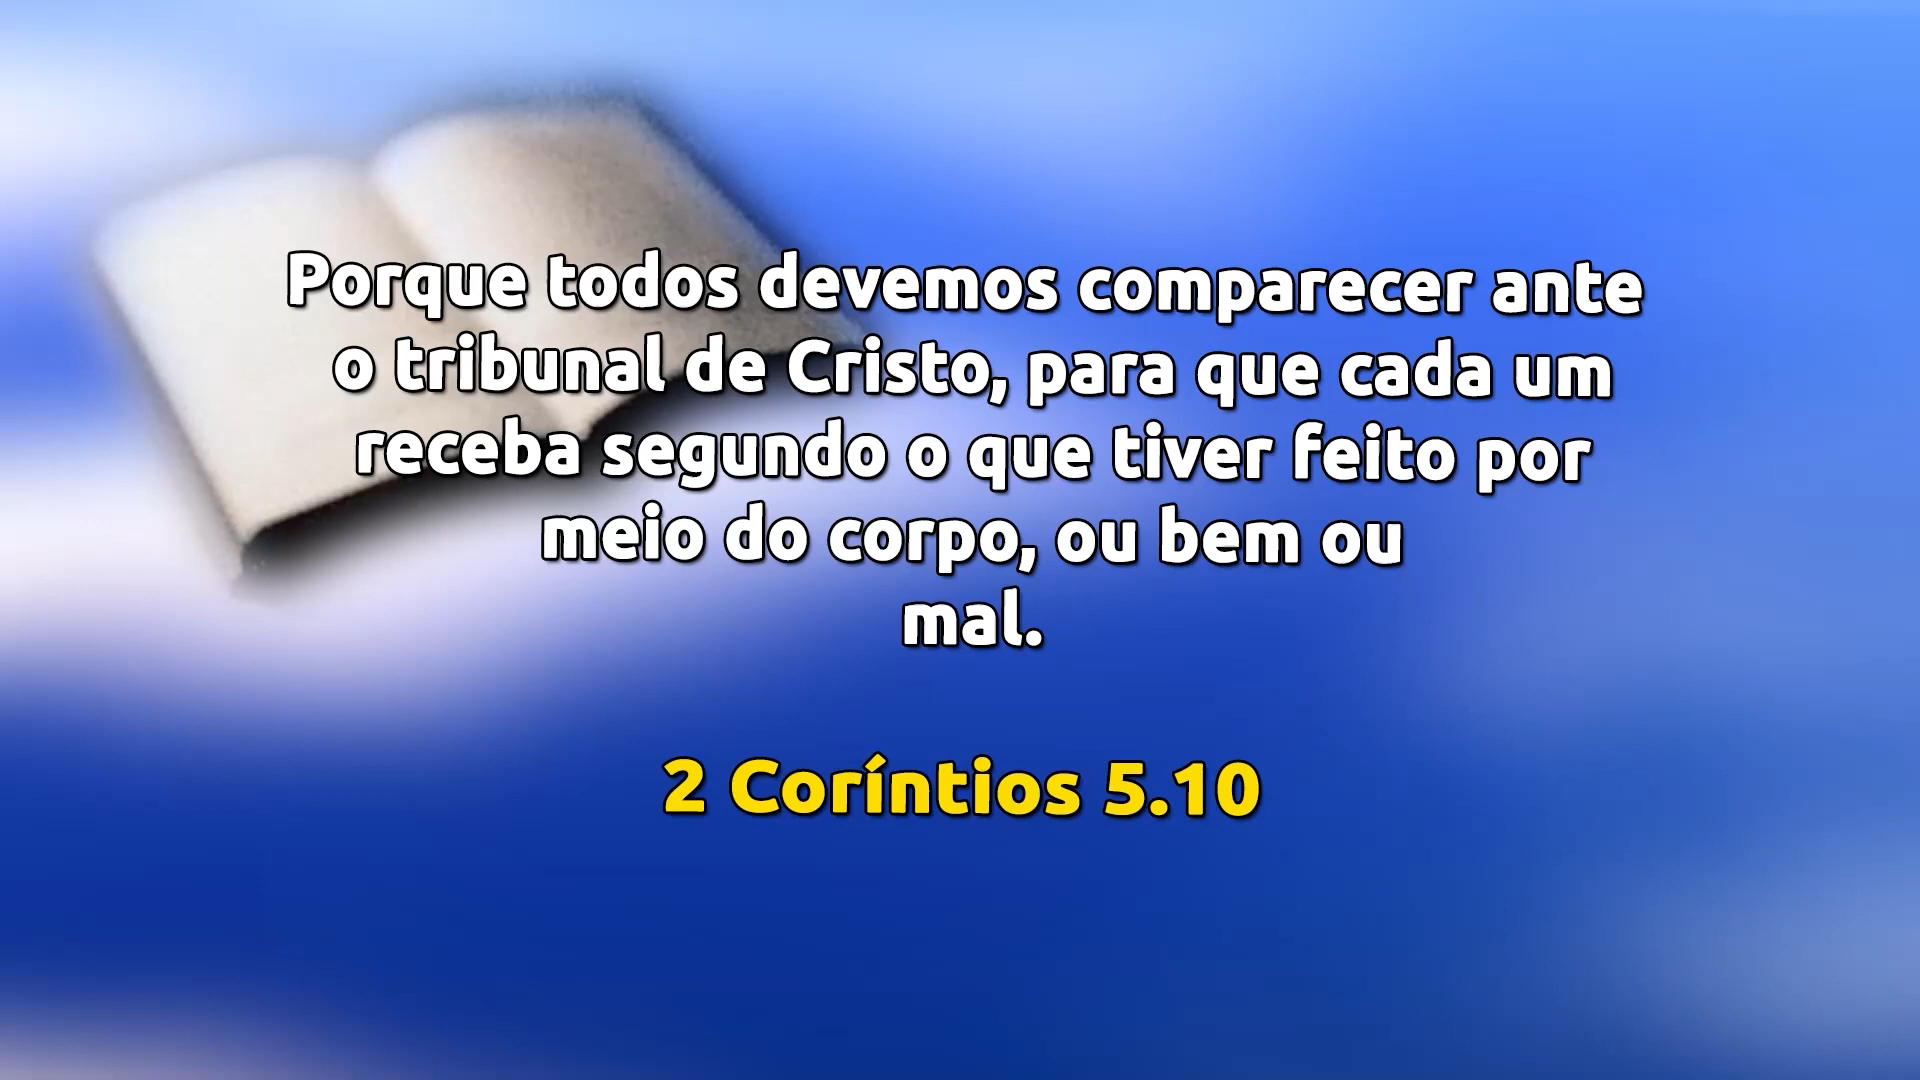 Porque todos devemos comparecer ante
o tribunal de Cristo, para que cada um
receba segundo o que tiver feito por
meio do corpo, ou bem ou
mal.
2 Coríntios 5.10